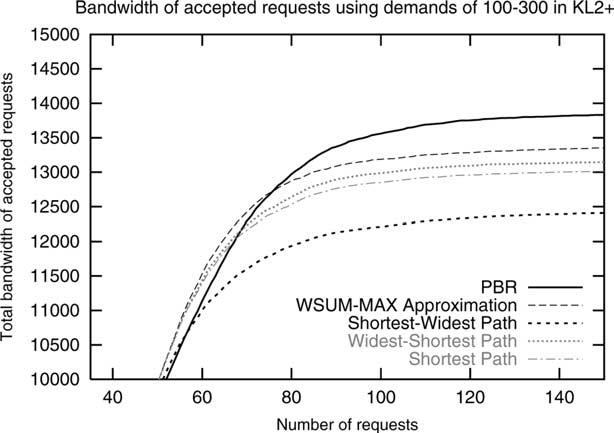 Bandwidth of accepted requests using demands of 100-300 in KL2+
Total bandwidth of accepted requests
15000
14500
14000
13500
13000
12500
12000
11500
11000
10500
10000
PBR
WSUM-MAX Approximation
Shortest-Widest Path
Widest-Shortest Path
Shortest Path
40
60
80
100
120
140
Number of requests